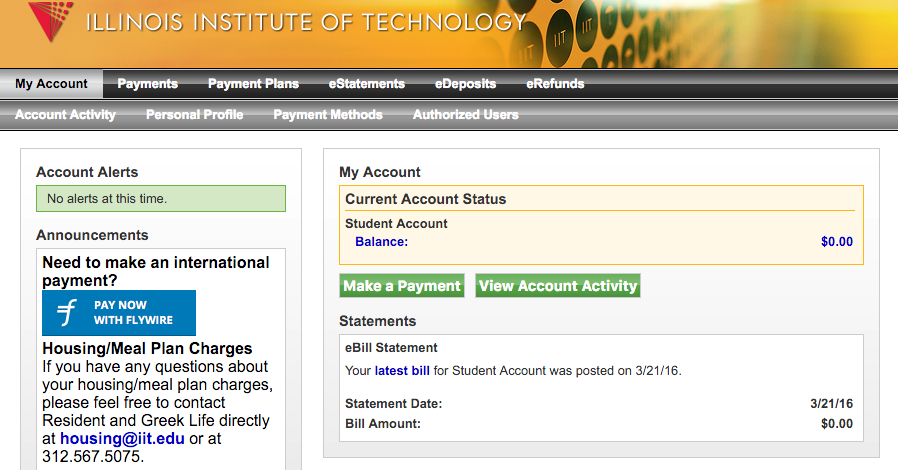 ILLINOIS INSTITUTE OF TECHNOLOGY
IIT IIT IIT
My Account Payments Payment Plans eStatements eDeposits eRefunds
Account Activity Personal Profile Payment Methods Authorized Users
Account Alerts
No alerts at this time.
Announcements
Need to make an international
payment?
PAY NOW
WITH FLYWIRE
Housing/Meal Plan Charges
If you have any questions about
your housing/meal plan charges,
please feel free to contact
Resident and Greek Life directly
at housing@iit.edu or at
312.567.5075.
My Account
Current Account Status
Student Account
Balance: $0.00
Make a Payment View Account Activity
Statements
eBill Statement
Your latest bill for Student Account was posted on 3/21/16.
Statement Date: 3/21/16
Bill Amount: $0.00